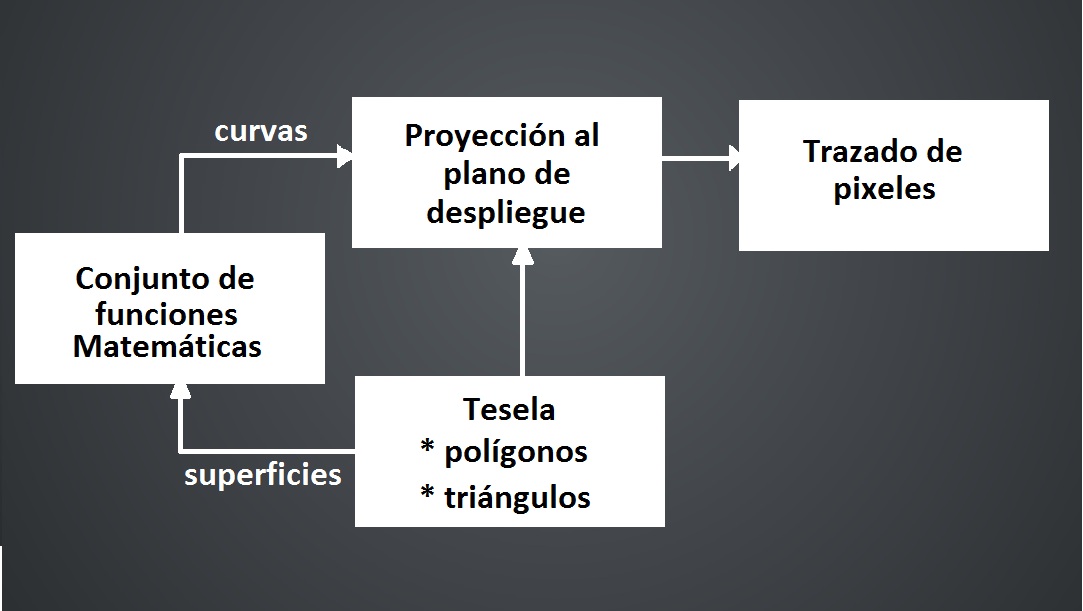 curvas
Proyección al
plano de
despliegue
Trazado de
pixeles
Conjunto de
funciones
Matemáticas
superficies
Tesela
* polígonos
* triángulos